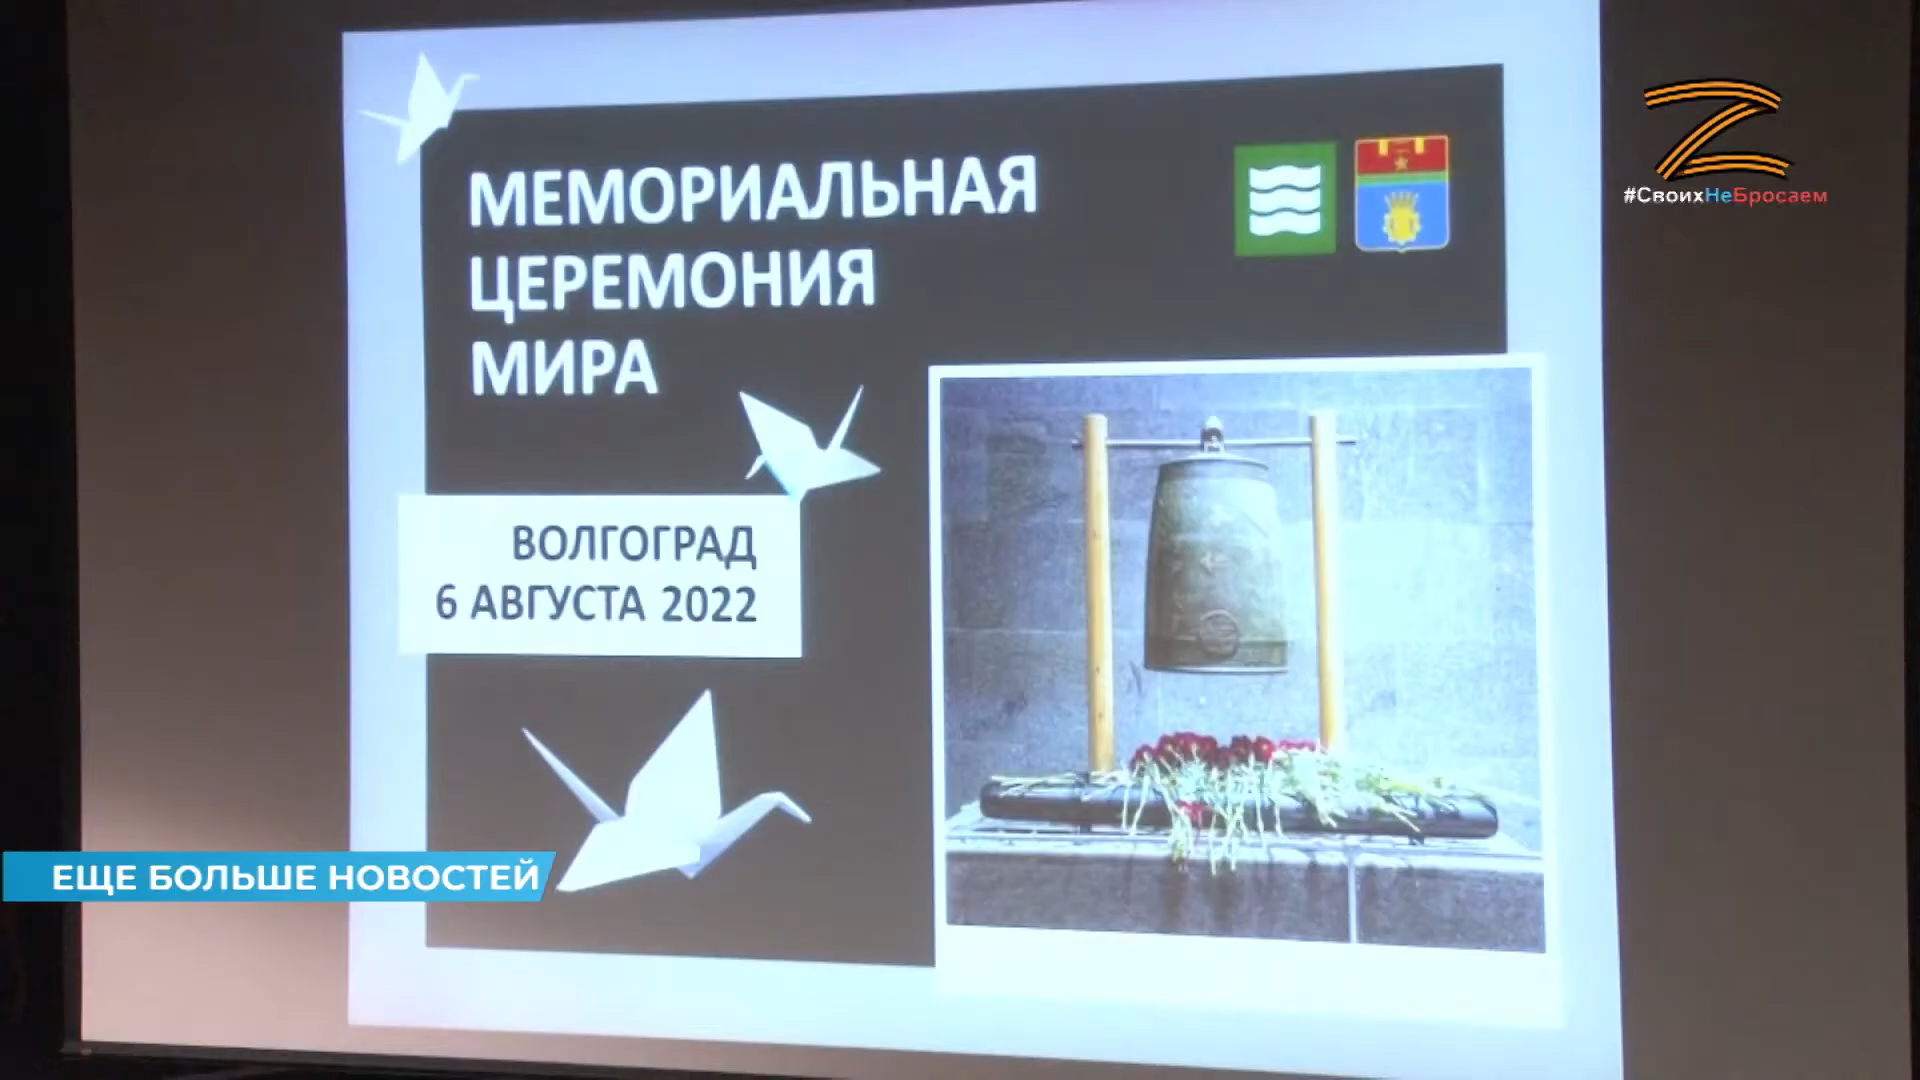 МЕМОРИАЛЬНАЯ
ЦЕРЕМОНИЯ
МИРА
ВОЛГОГРАД
6 АВГУСТА 2022
Z
#СвоихНеБросаем
ЕЩЕ БОЛЬШЕ НОВОСТЕЙ